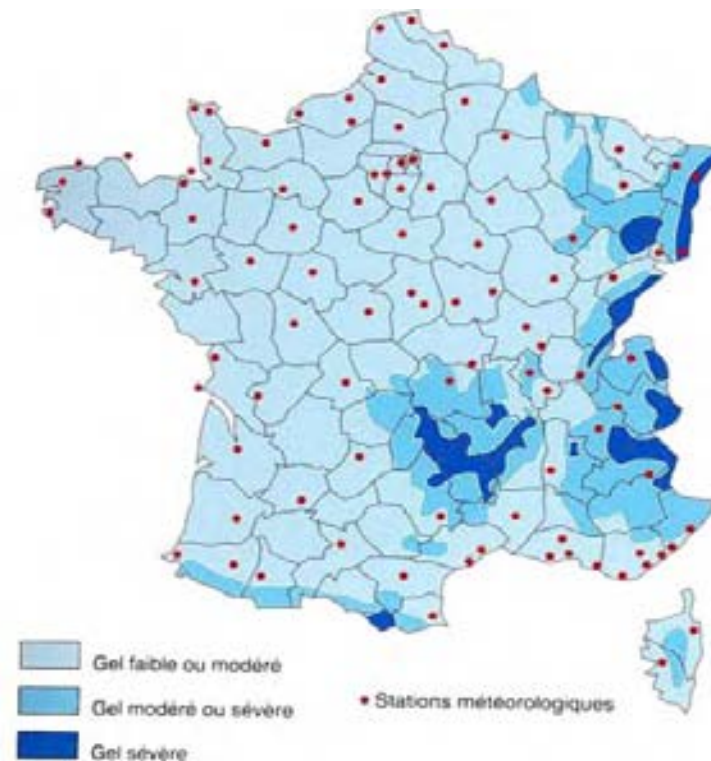 Gel faible ou modéré
Gel modéré ou sévère
Stations météorologiques
Gel sévère